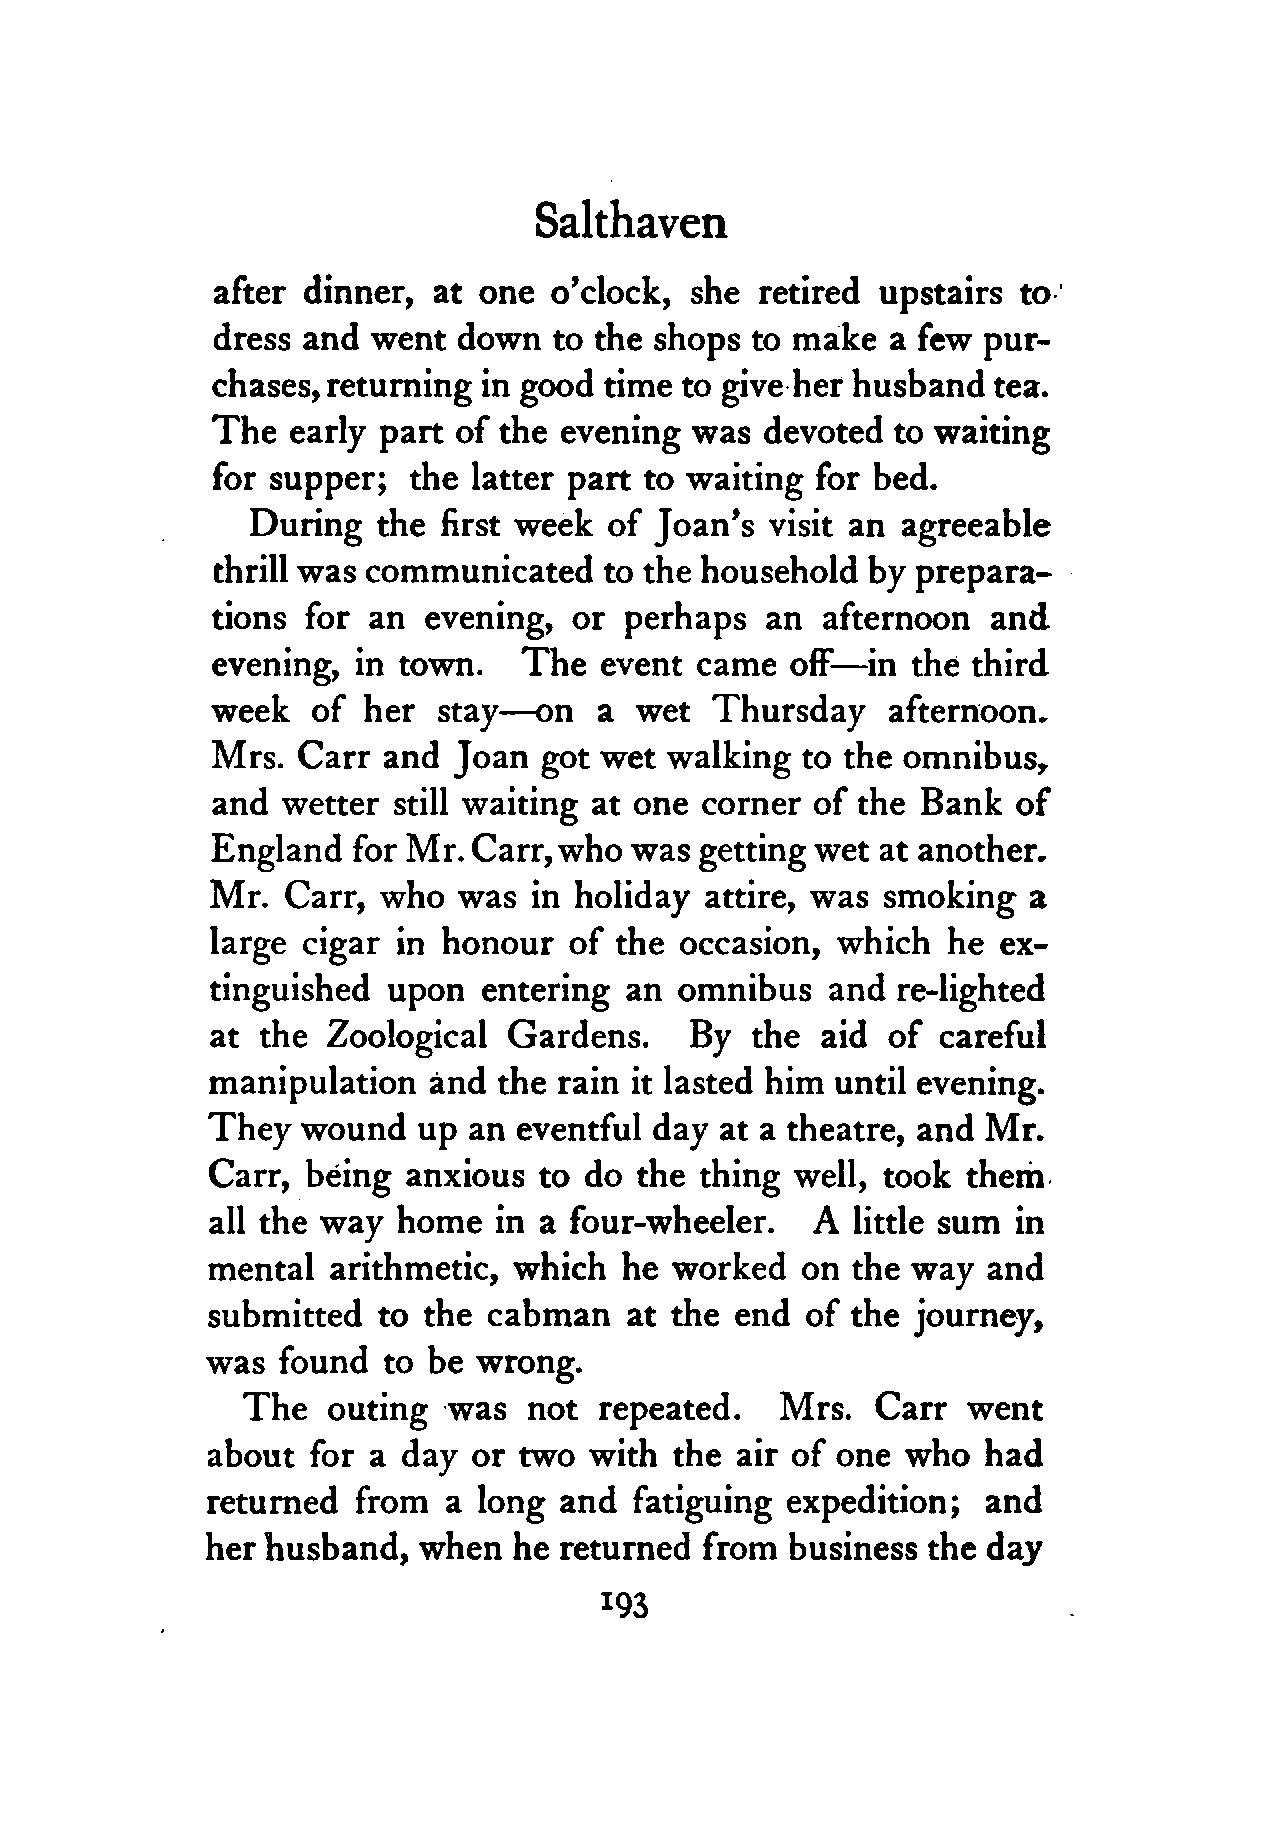 Salthaven
after dinner, at one o'clock, she retired upstairs to
dress and went down to the shops to make a few pur-
chases, returning in good time to give her husband tea.
The early part of the evening was devoted to waiting
for supper; the latter part to waiting for bed.
During the first week of Joan's visit an agreeable
thrill was communicated to the household by prepara-
tions for an evening, or perhaps an afternoon and
evening, in town. The event came off—in the third
week of her stay—on a wet Thursday afternoon.
Mrs. Carr and Joan got wet walking to the omnibus,
and wetter still waiting at one corner of the Bank of
England for Mr. Carr, who was getting wet at another.
Mr. Carr, who was in holiday attire, was smoking a
large cigar in honour of the occasion, which he ex-
tinguished upon entering an omnibus and re-lighted
at the Zoological Gardens. By the aid of careful
manipulation and the rain it lasted him until evening.
They wound up an eventful day at a theatre, and Mr.
Carr, being anxious to do the thing well, took them
all the way home in a four-wheeler. A little sum in
mental arithmetic, which he worked on the way and
submitted to the cabman at the end of the journey,
was found to be wrong.
The outing was not repeated. Mrs. Carr went
about for a day or two with the air of one who had
returned from a long and fatiguing expedition; and
her husband, when he returned from business the day
193